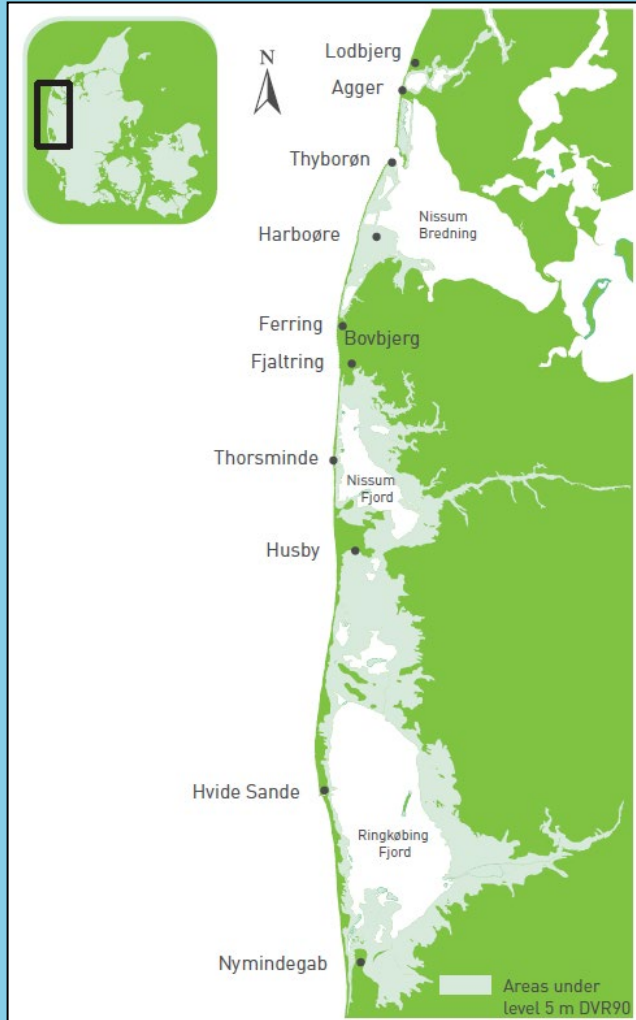 N
Lodbjerg
Agger
Thyborøn
Nissum
Bredning
Harboøre
Ferring
Bovbjerg
Fjaltring
Thorsminde
Nissum
Fjord
Husby
Hvide Sande
Ringkøbing
Fjord
Nymindegab
Areas under
level 5 m DVR90